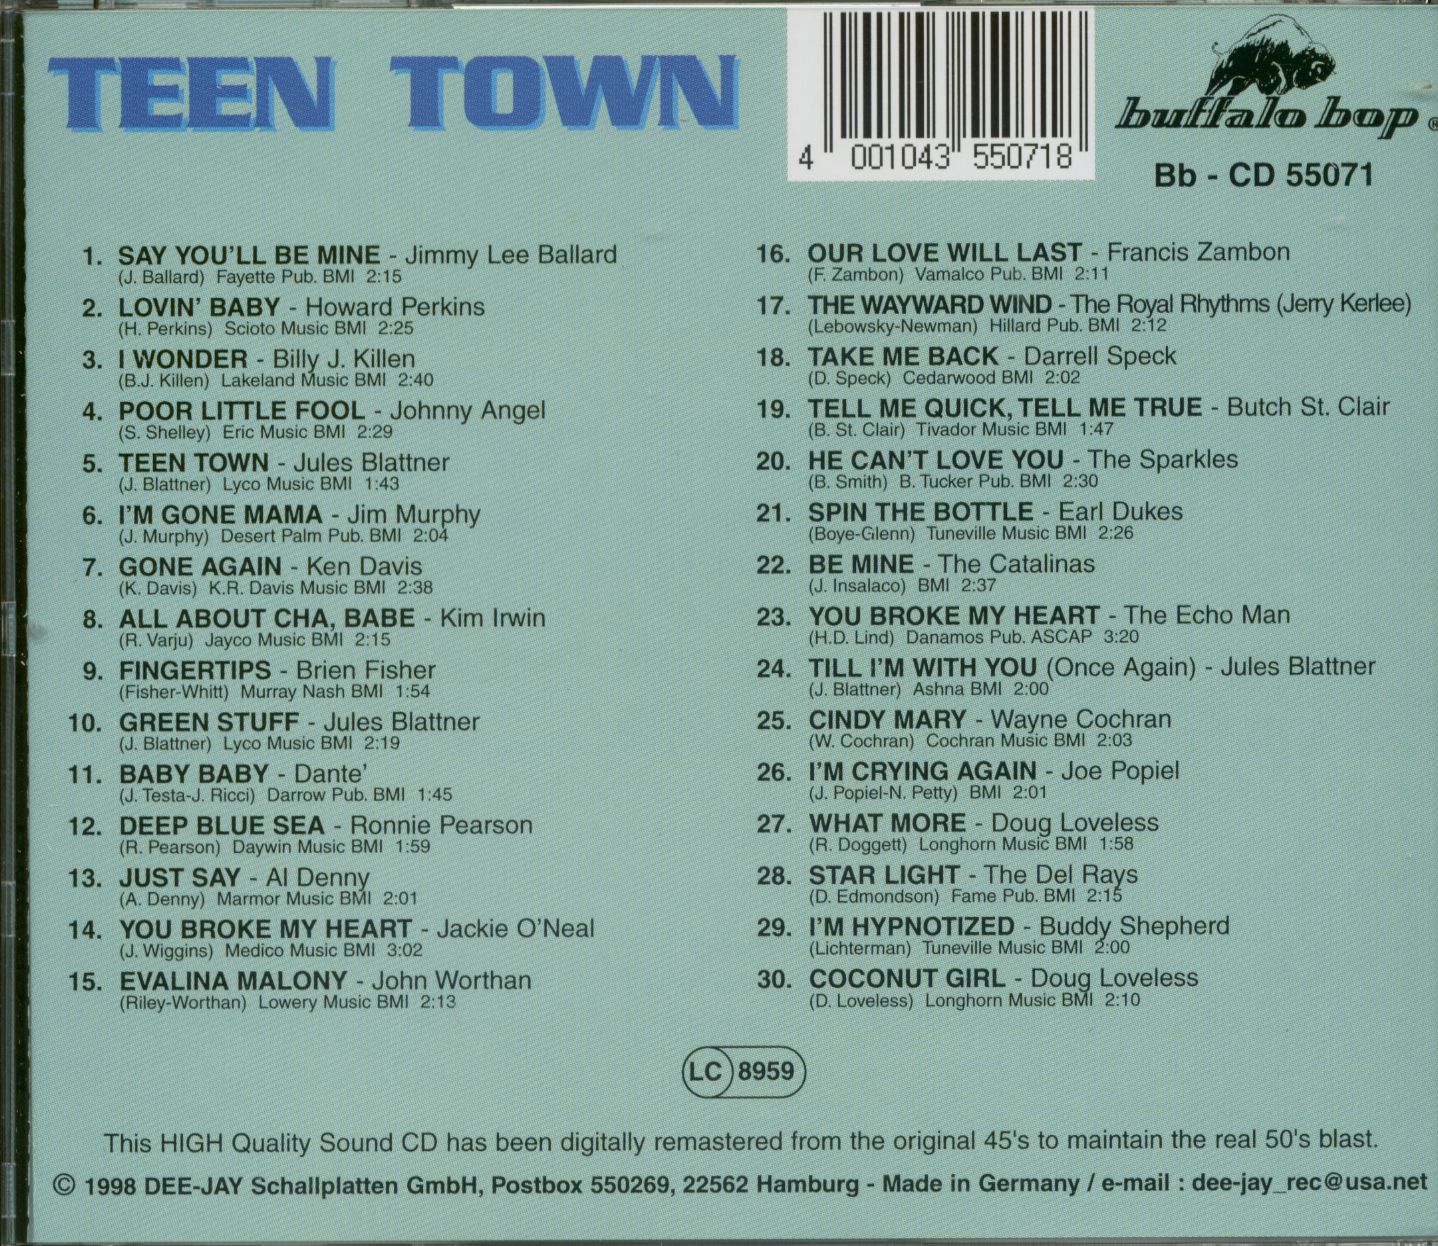 TEEN TOWN
4 001043 550718
buffalo bop ®
Bb - CD 55071
1. SAY YOU'LL BE MINE - Jimmy Lee Ballard
(J. Ballard) Fayette Pub. BMI 2:15
2. LOVIN' BABY - Howard Perkins
(H. Perkins) Scioto Music BMI 2:25
3. I WONDER - Billy J. Killen
(B.J. Killen) Lakeland Music BMI 2:40
4. POOR LITTLE FOOL - Johnny Angel
(S. Shelley) Eric Music BMI 2:29
5. TEEN TOWN - Jules Blattner
(J. Blattner) Lyco Music BMI 1:43
6. I'M GONE MAMA - Jim Murphy
(J. Murphy) Desert Palm Pub. BMI 2:04
7. GONE AGAIN - Ken Davis
(K. Davis) K.R. Davis Music BMI 2:38
8. ALL ABOUT CHA, BABE - Kim Irwin
(R. Varju) Jayco Music BMI 2:15
9. FINGERTIPS - Brien Fisher
(Fisher-Whitt) Murray Nash BMI 1:54
10. GREEN STUFF - Jules Blattner
(J. Blattner) Lyco Music BMI 2:19
11. BABY BABY - Dante'
(J. Testa-J. Ricci) Darrow Pub. BMI 1:45
12. DEEP BLUE SEA - Ronnie Pearson
(R. Pearson) Daywin Music BMI 1:59
13. JUST SAY - Al Denny
(A. Denny) Marmor Music BMI 2:01
14. YOU BROKE MY HEART - Jackie O'Neal
(J. Wiggins) Medico Music BMI 3:02
15. EVALINA MALONY - John Worthan
(Riley-Worthan) Lowery Music BMI 2:13
16. OUR LOVE WILL LAST - Francis Zambon
(F. Zambon) Vamalco Pub. BMI 2:11
17. THE WAYWARD WIND - The Royal Rhythms (Jerry Kerlee)
(Lebowsky-Newman) Hillard Pub. BMI 2:12
18. TAKE ME BACK - Darrell Speck
(D. Speck) Cedarwood BMI 2:02
19. TELL ME QUICK, TELL ME TRUE - Butch St. Clair
(B. St. Clair) Tivador Music BMI 1:47
20. HE CAN'T LOVE YOU - The Sparkles
(B. Smith) B. Tucker Pub. BMI 2:30
21. SPIN THE BOTTLE - Earl Dukes
(Boye-Glenn) Tuneville Music BMI 2:26
22. BE MINE - The Catalinas
(J. Insalaco) BMI 2:37
23. YOU BROKE MY HEART - The Echo Man
(H.D. Lind) Danamos Pub. ASCAP 3:20
24. TILL I'M WITH YOU (Once Again) - Jules Blattner
(J. Blattner) Ashna BMI 2:00
25. CINDY MARY - Wayne Cochran
(W. Cochran) Cochran Music BMI 2:03
26. I'M CRYING AGAIN - Joe Popiel
(J. Popiel-N. Petty) BMI 2:01
27. WHAT MORE - Doug Loveless
(R. Doggett) Longhorn Music BMI 1:58
28. STAR LIGHT - The Del Rays
(D. Edmondson) Fame Pub. BMI 2:15
29. I'M HYPNOTIZED - Buddy Shepherd
(Lichterman) Tuneville Music BMI 2:00
30. COCONUT GIRL - Doug Loveless
(D. Loveless) Longhorn Music BMI 2:10
LC 8959
This HIGH Quality Sound CD has been digitally remastered from the original 45's to maintain the real 50's blast.
© 1998 DEE-JAY Schallplatten GmbH, Postbox 550269, 22562 Hamburg - Made in Germany / e-mail : dee-jay_rec@usa.net